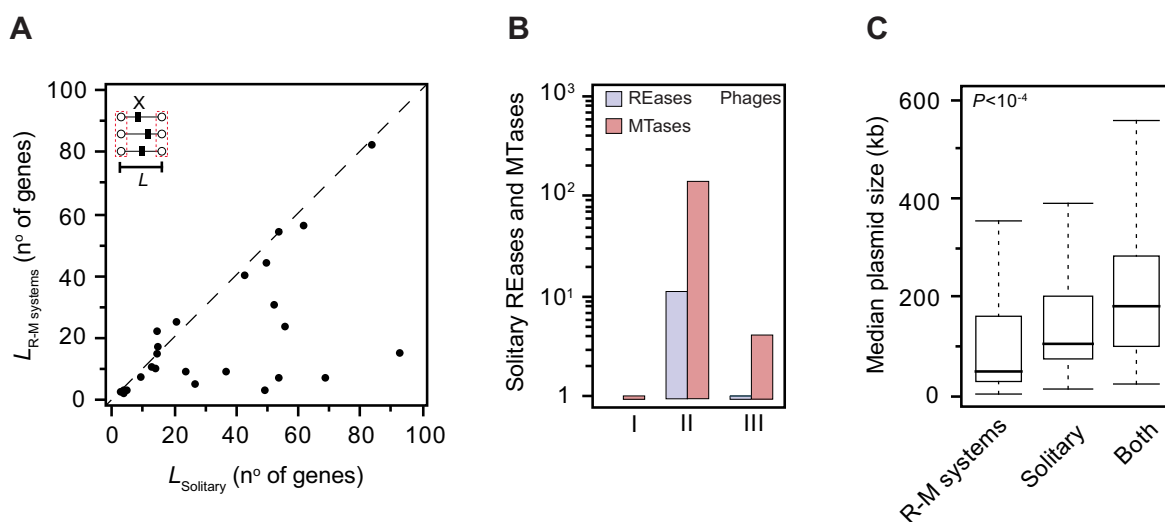 A
100
80
60
40
20
0
L R-M systems (nº of genes)
X
L
0 20 40 60 80 100
L Solitary (nº of genes)
B
10³
10²
10¹
1
Solitary REases and MTases
REases
MTases
Phages
I II III
C
600
400
200
0
Median plasmid size (kb)
P<10⁻⁴
R-M systems
Solitary
Both